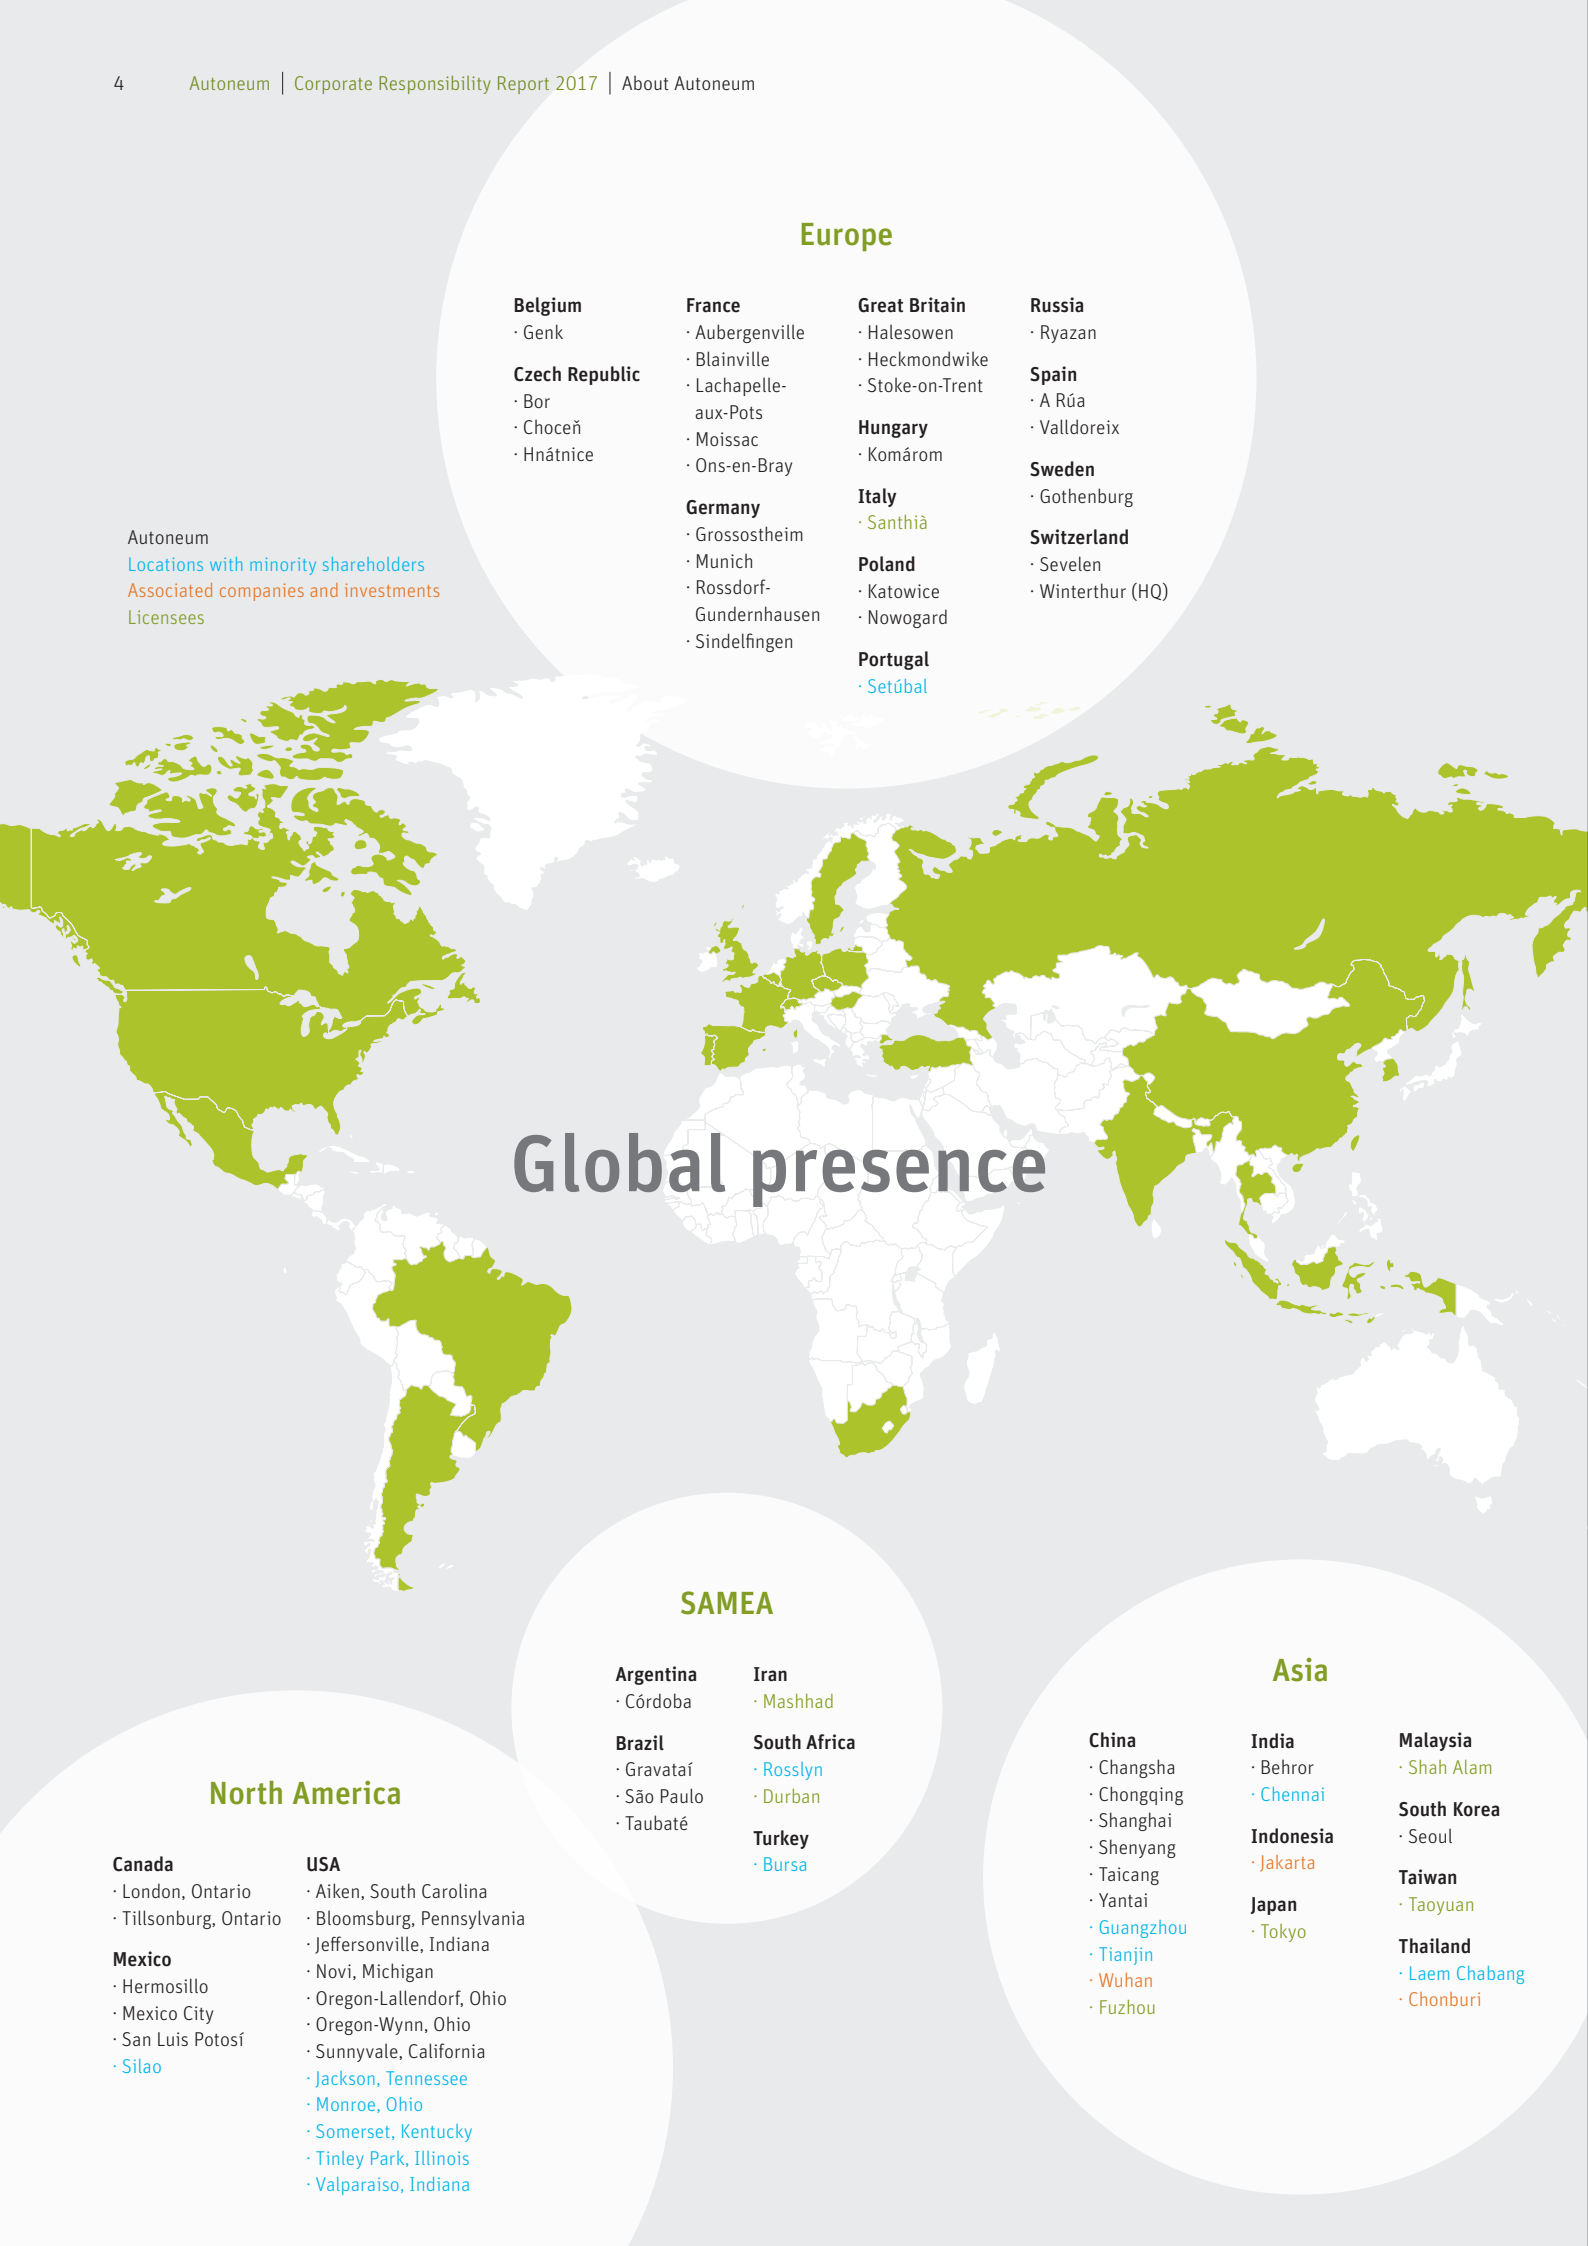 4 Autoneum | Corporate Responsibility Report 2017 | About Autoneum
Europe
Belgium
· Genk
Czech Republic
· Bor
· Choceň
· Hnátnice
France
· Aubergenville
· Blainville
· Lachapelle-
aux-Pots
· Moissac
· Ons-en-Bray
Germany
· Grossostheim
· Munich
· Rossdorf-
Gundernhausen
· Sindelfingen
Great Britain
· Halesowen
· Heckmondwike
· Stoke-on-Trent
Hungary
· Komárom
Italy
· Santhià
Poland
· Katowice
· Nowogard
Portugal
· Setúbal
Russia
· Ryazan
Spain
· A Rúa
· Valldoreix
Sweden
· Gothenburg
Switzerland
· Sevelen
· Winterthur (HQ)
Autoneum
Locations with minority shareholders
Associated companies and investments
Licensees
Global presence
SAMEA
Argentina
· Córdoba
Brazil
· Gravataí
· São Paulo
· Taubaté
Iran
· Mashhad
South Africa
· Rosslyn
· Durban
Turkey
· Bursa
North America
Canada
· London, Ontario
· Tillsonburg, Ontario
Mexico
· Hermosillo
· Mexico City
· San Luis Potosí
· Silao
USA
· Aiken, South Carolina
· Bloomsburg, Pennsylvania
· Jeffersonville, Indiana
· Novi, Michigan
· Oregon-Lallendorf, Ohio
· Oregon-Wynn, Ohio
· Sunnyvale, California
· Jackson, Tennessee
· Monroe, Ohio
· Somerset, Kentucky
· Tinley Park, Illinois
· Valparaiso, Indiana
Asia
China
· Changsha
· Chongqing
· Shanghai
· Shenyang
· Taicang
· Yantai
· Guangzhou
· Tianjin
· Wuhan
· Fuzhou
India
· Behror
· Chennai
Indonesia
· Jakarta
Japan
· Tokyo
Malaysia
· Shah Alam
South Korea
· Seoul
Taiwan
· Taoyuan
Thailand
· Laem Chabang
· Chonburi